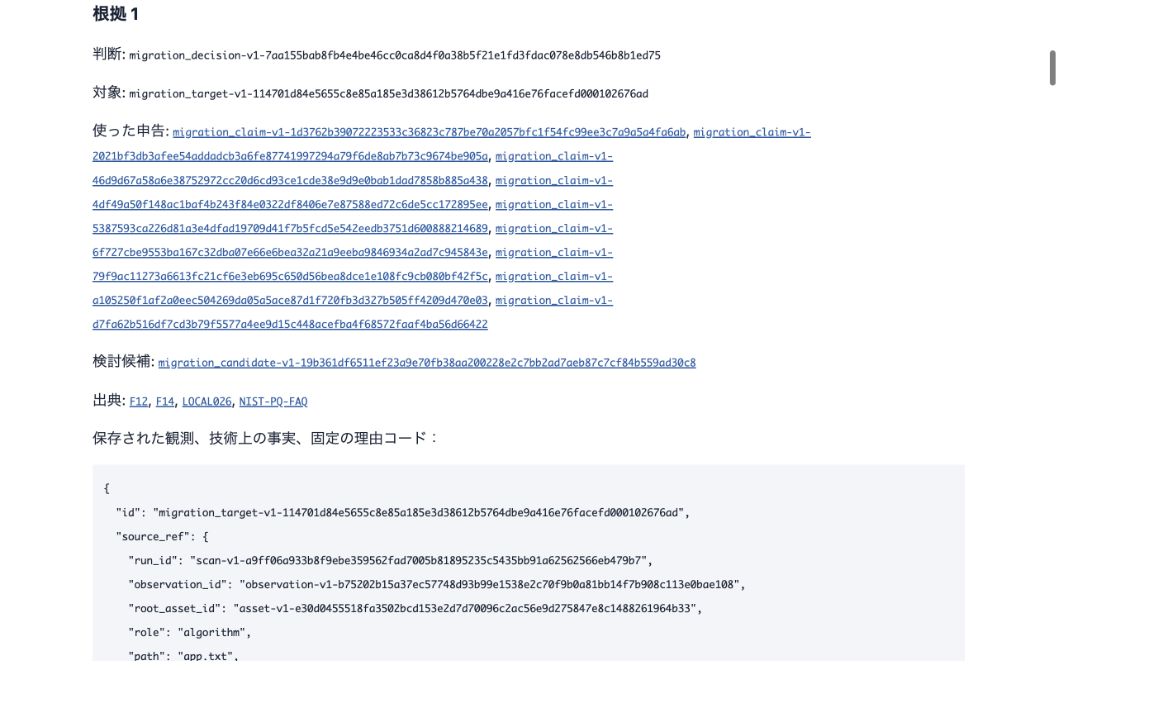 根拠 1
判断: migration_decision-v1-7aa155bab8fb4e4be46cc0ca8d4f0a38b5f21e1fd3fdac078e8db546b8b1ed75
対象: migration_target-v1-114701d84e5655c8e85a185e3d38612b5764dbe9a416e76facefd000102676ad
使った申告: migration_claim-v1-1d3762b39072223533c36823c787be70a2057bfc1f54fc99ee3c7a9a5a4fa6ab, migration_claim-v1-
2021bf3db3afee54addadcb3a6fe87741997294a79f6de8ab7b73c9674be905a, migration_claim-v1-
46d9d67a58a6e38752972cc20d6cd93ce1cde38e9d9e0bab1dad7858b885a438, migration_claim-v1-
4df49a50f148ac1baf4b243f84e0322df8406e7e87588ed72c6de5cc172895ee, migration_claim-v1-
5387593ca226d81a3e4dfad19709d41f7b5fcd5e542eedb3751d600888214689, migration_claim-v1-
6f727cbe9553ba167c32dba07e66e6bea32a21a9eeba9846934a2ad7c945843e, migration_claim-v1-
79f9ac11273a6613fc21cf6e3eb695c650d56bea8dce1e108fc9cb080bf42f5c, migration_claim-v1-
a105250f1af2a0eec504269da05a5ace87d1f720fb3d327b505ff4209d470e03, migration_claim-v1-
d7fa62b516df7cd3b79f5577a4ee9d15c448acefba4f68572faaf4ba56d66422
検討候補: migration_candidate-v1-19b361df6511ef23a9e70fb38aa200228e2c7bb2ad7aeb87c7cf84b559ad30c8
出典: F12, F14, LOCAL026, NIST-PQ-FAQ
保存された観測、技術上の事実、固定の理由コード：
{
"id": "migration_target-v1-114701d84e5655c8e85a185e3d38612b5764dbe9a416e76facefd000102676ad",
"source_ref": {
"run_id": "scan-v1-a9ff06a933b8f9ebe359562fad7005b81895235c5435bb91a62562566eb479b7",
"observation_id": "observation-v1-b75202b15a37ec57748d93b99e1538e2c70f9b0a81bb14f7b908c113e0bae108",
"root_asset_id": "asset-v1-e30d0455518fa3502bcd153e2d7d70096c2ac56e9d275847e8c1488261964b33",
"role": "algorithm",
"path": "app.txt",